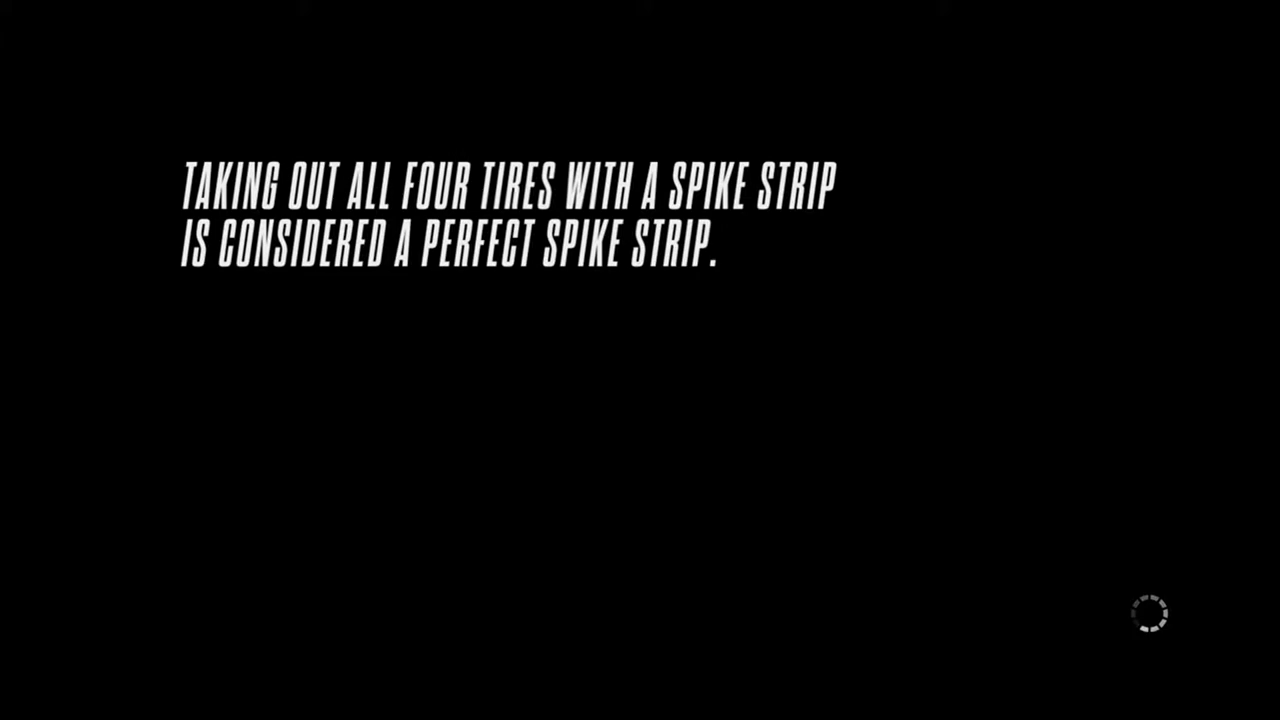 TAKING OUT ALL FOUR TIRES WITH A SPIKE STRIP
IS CONSIDERED A PERFECT SPIKE STRIP.